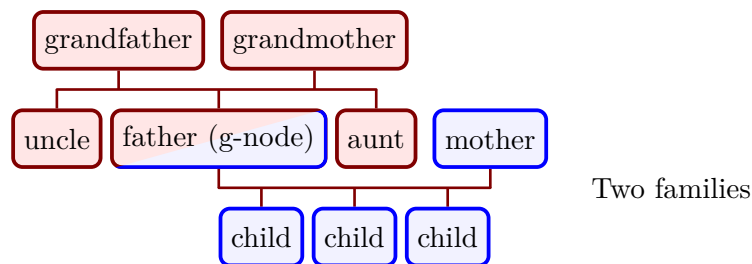 grandfather grandmother
uncle father (g-node) aunt mother
Two families
child child child